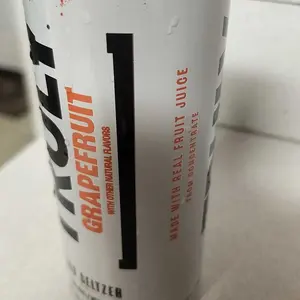 TRULY
GRAPEFRUIT
WITH OTHER NATURAL FLAVORS
MADE WITH REAL FRUIT JUICE
FROM CONCENTRATE
SELTZER